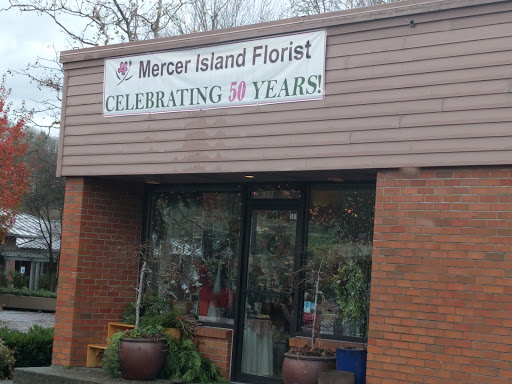 Mercer Island Florist
CELEBRATING 50 YEARS!